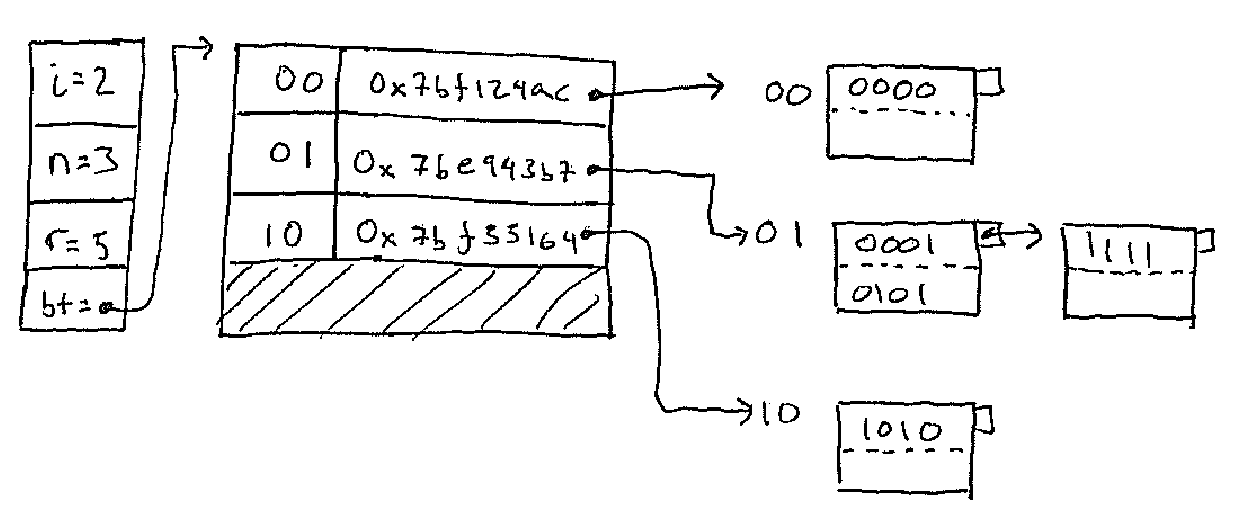 i=2
n=3
r=5
bt=
00 0x7bf124ac
01 0x7be943b7
10 0x7bf35164
00
0000
01
0001
0101
1111
10
1010